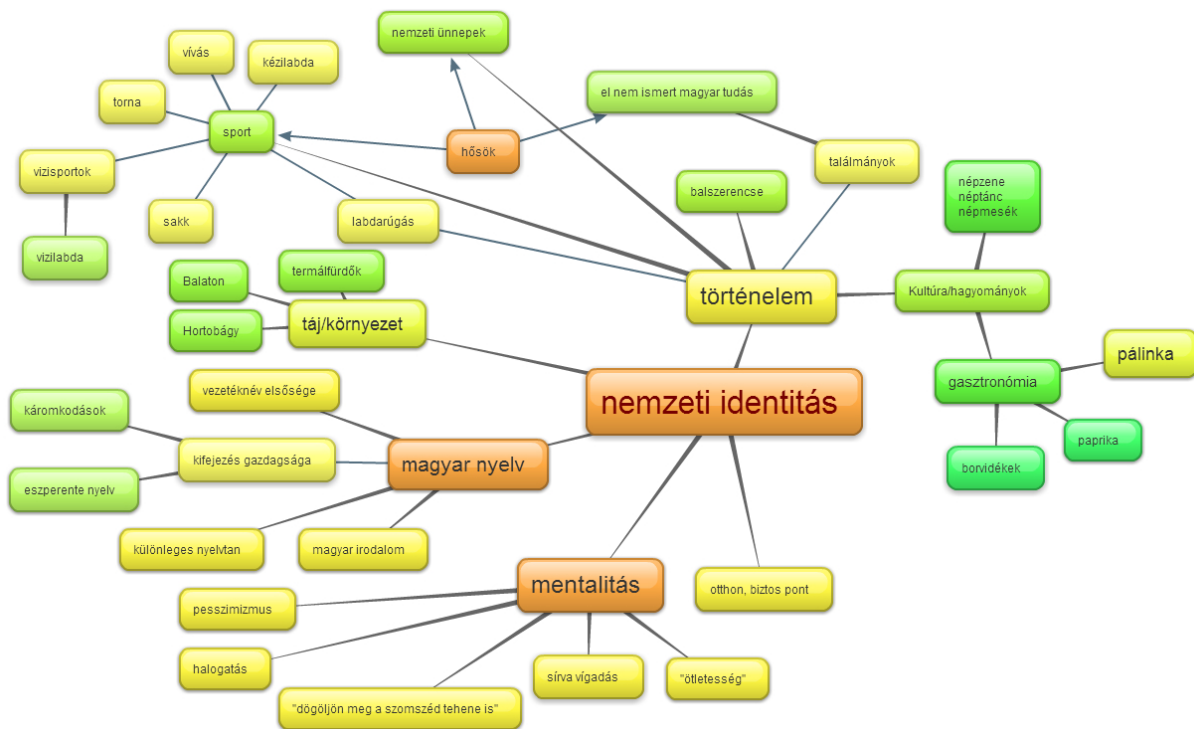 nemzeti ünnepek
vívás
kézilabda
torna
el nem ismert magyar tudás
sport
hősök
találmányok
vizisportok
népzene
néptánc
népmesék
balszerencse
sakk
labdarúgás
vizilabda
termálfürdők
Balaton
történelem
Kultúra/hagyományok
táj/környezet
Hortobágy
pálinka
gasztronómia
vezetéknév elsősége
nemzeti identitás
káromkodások
paprika
kifejezés gazdagsága
magyar nyelv
borvidékek
eszperente nyelv
különleges nyelvtan
magyar irodalom
mentalitás
otthon, biztos pont
pesszimizmus
halogatás
sírva vígadás
"ötletesség"
"dögöljön meg a szomszéd tehene is"